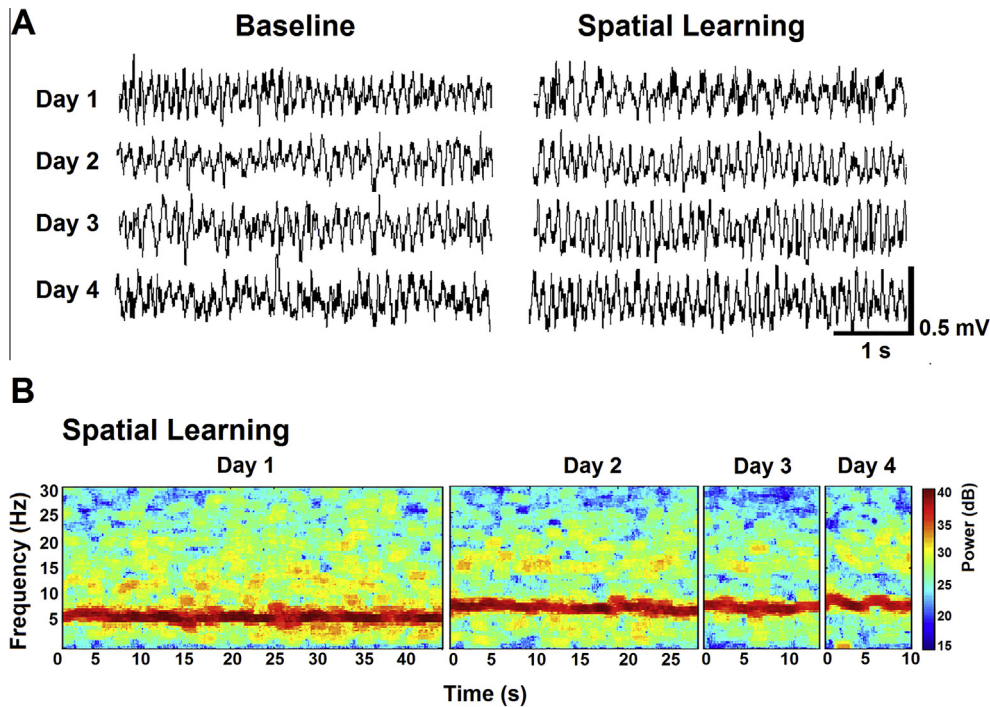 A
Baseline Spatial Learning
Day 1
Day 2
Day 3
Day 4
0.5 mV
1 s
B
Spatial Learning
Day 1 Day 2 Day 3 Day 4
30
25
20
15
10
5
Frequency (Hz)
0 5 10 15 20 25 30 35 40 0 5 10 15 20 25 0 5 10 0 5 10
Time (s)
40
35
30
25
20
15
Power (dB)